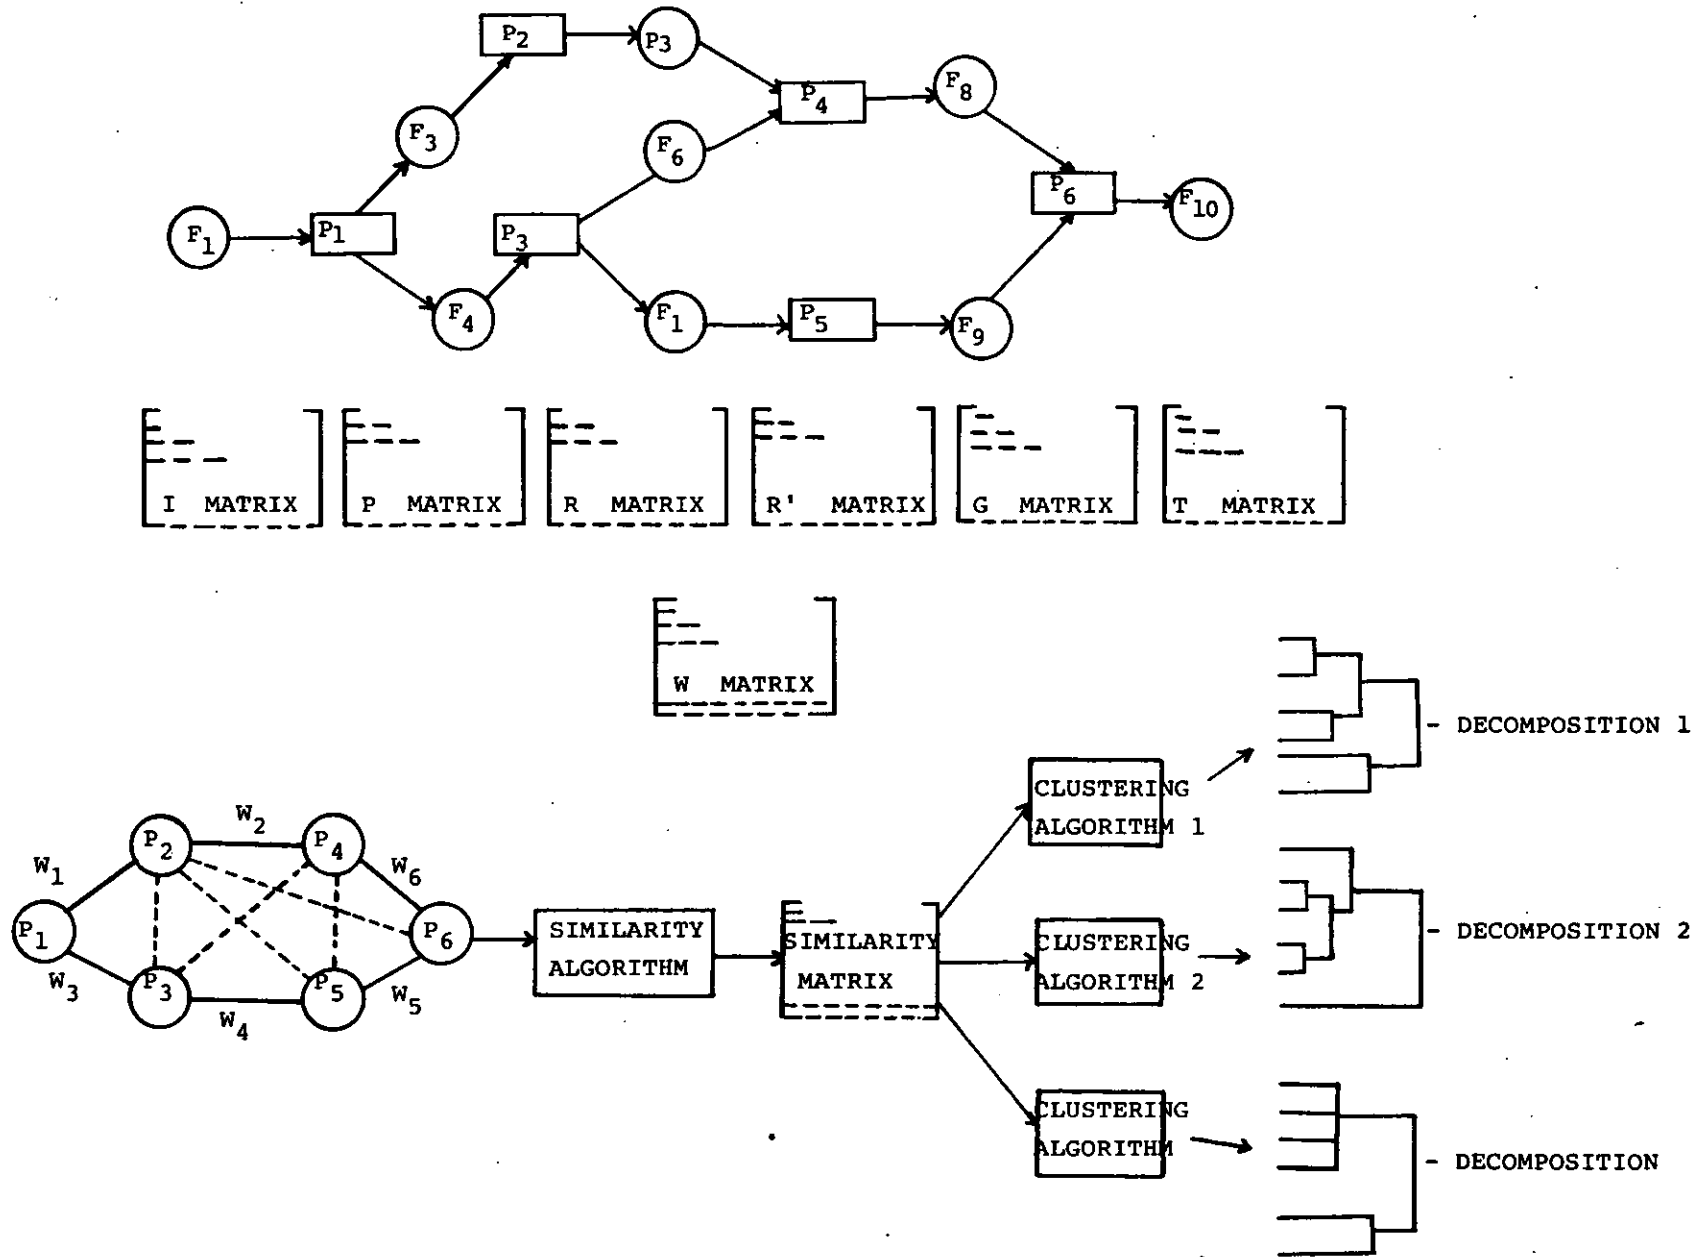 P2
P3
P4
F8
F3
F6
P6
F10
F1
P1
P3
F4
F1
P5
F9
I MATRIX
P MATRIX
R MATRIX
R' MATRIX
G MATRIX
T MATRIX
W MATRIX
- DECOMPOSITION 1
CLUSTERING
ALGORITHM 1
W2
P2
P4
W1
W6
P1
P6
W3
P3
P5
W5
W4
SIMILARITY
ALGORITHM
SIMILARITY
MATRIX
CLUSTERING
ALGORITHM 2
- DECOMPOSITION 2
CLUSTERING
ALGORITHM
- DECOMPOSITION